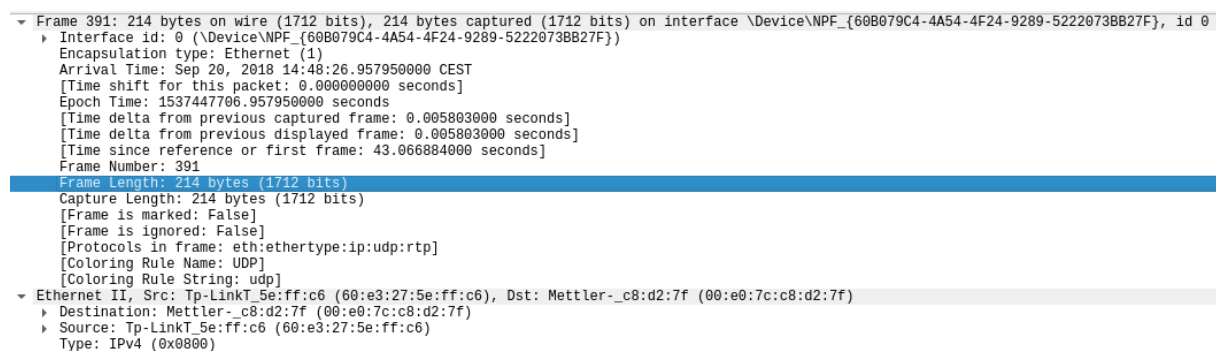 Frame 391: 214 bytes on wire (1712 bits), 214 bytes captured (1712 bits) on interface \Device\NPF_{60B079C4-4A54-4F24-9289-5222073BB27F}, id 0
Interface id: 0 (\Device\NPF_{60B079C4-4A54-4F24-9289-5222073BB27F})
Encapsulation type: Ethernet (1)
Arrival Time: Sep 20, 2018 14:48:26.957950000 CEST
[Time shift for this packet: 0.000000000 seconds]
Epoch Time: 1537447706.957950000 seconds
[Time delta from previous captured frame: 0.005803000 seconds]
[Time delta from previous displayed frame: 0.005803000 seconds]
[Time since reference or first frame: 43.066884000 seconds]
Frame Number: 391
Frame Length: 214 bytes (1712 bits)
Capture Length: 214 bytes (1712 bits)
[Frame is marked: False]
[Frame is ignored: False]
[Protocols in frame: eth:ethertype:ip:udp:rtp]
[Coloring Rule Name: UDP]
[Coloring Rule String: udp]
Ethernet II, Src: Tp-LinkT_5e:ff:c6 (60:e3:27:5e:ff:c6), Dst: Mettler-_c8:d2:7f (00:e0:7c:c8:d2:7f)
Destination: Mettler-_c8:d2:7f (00:e0:7c:c8:d2:7f)
Source: Tp-LinkT_5e:ff:c6 (60:e3:27:5e:ff:c6)
Type: IPv4 (0x0800)